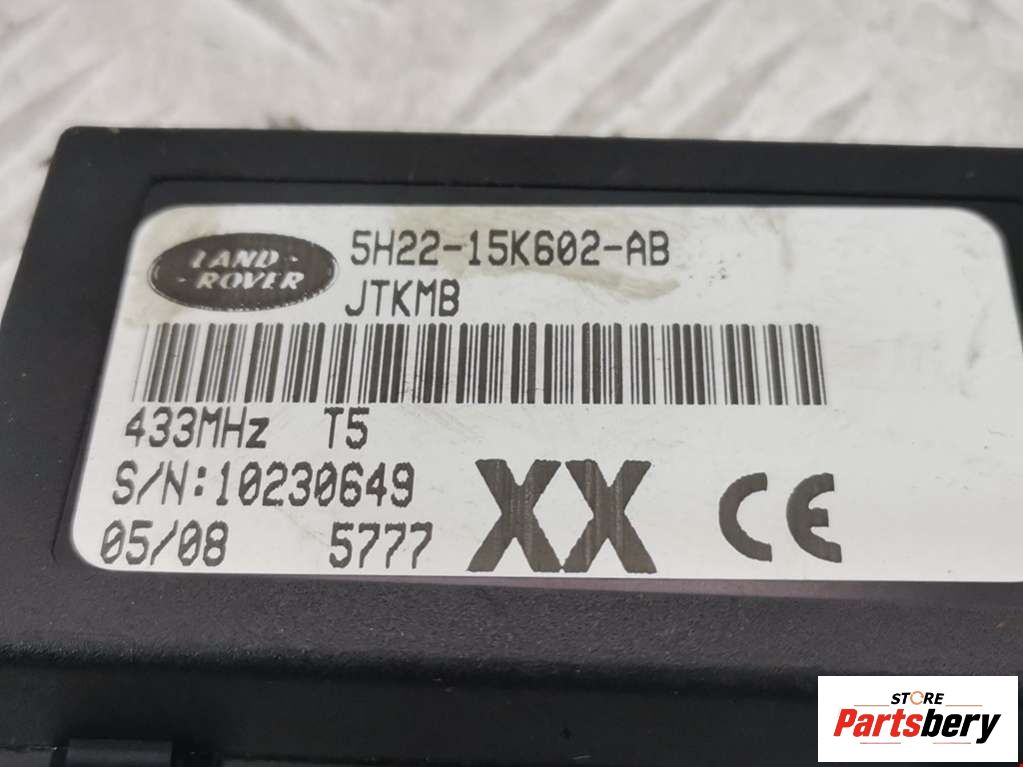 LAND
ROVER
5H22-15K602-AB
JTKMB
433MHz T5
S/N:10230649
05/08 5777 XX CE
STORE
Partsbery